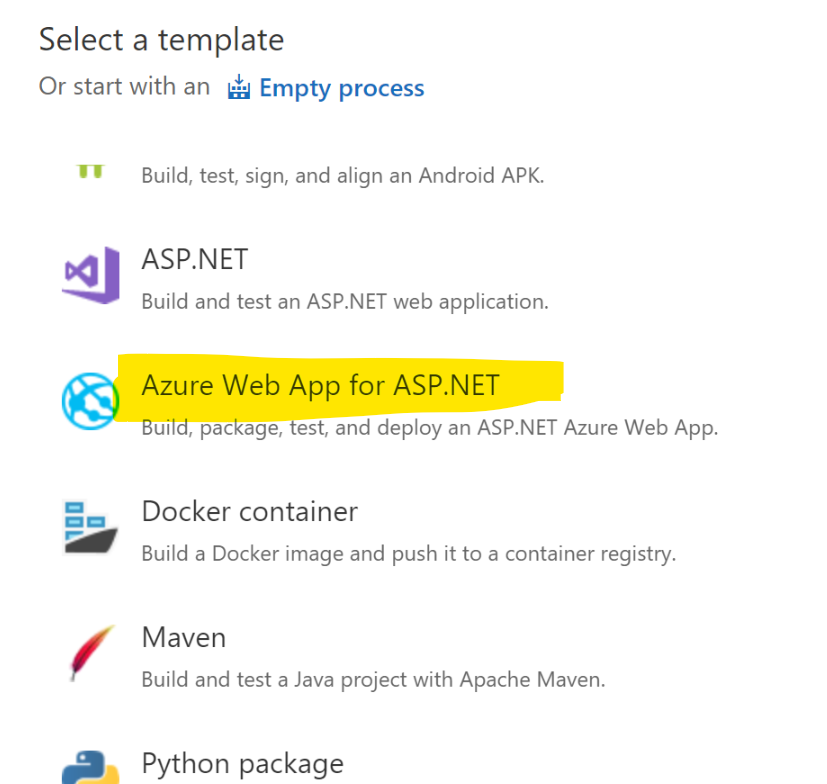 Select a template
Or start with an Empty process
Build, test, sign, and align an Android APK.
ASP.NET
Build and test an ASP.NET web application.
Azure Web App for ASP.NET
Build, package, test, and deploy an ASP.NET Azure Web App.
Docker container
Build a Docker image and push it to a container registry.
Maven
Build and test a Java project with Apache Maven.
Python package